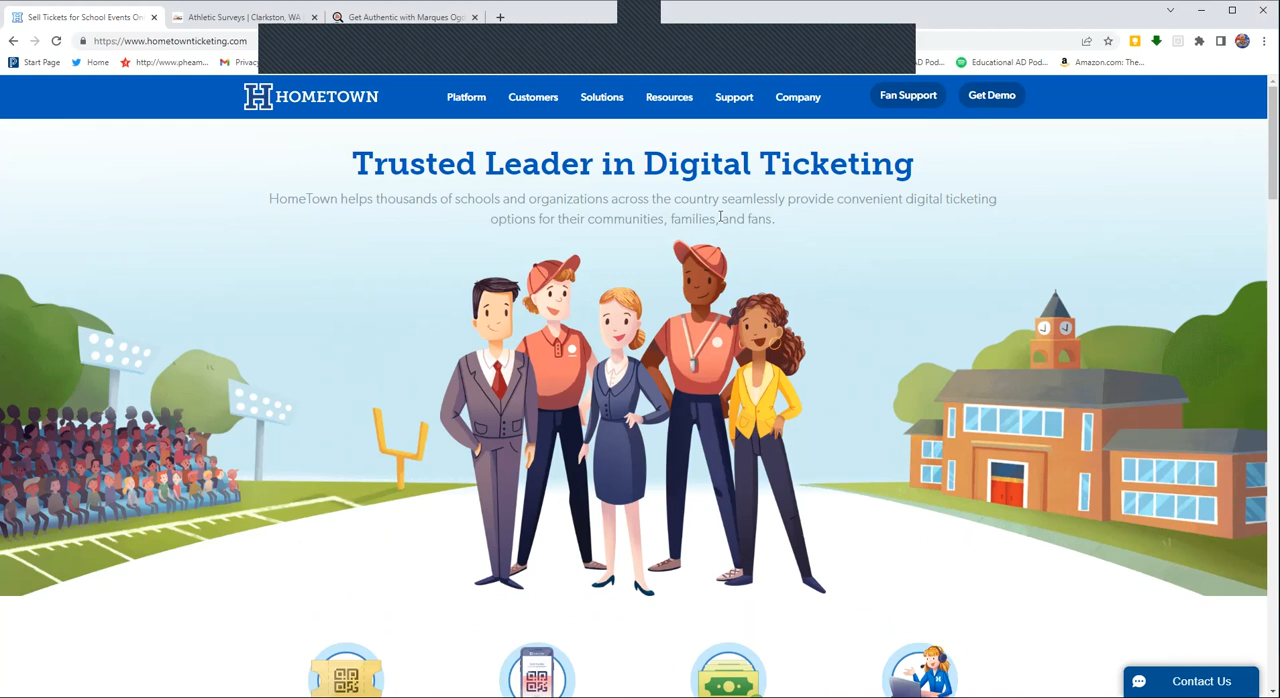 Sell Tickets for School Events On
Athletic Surveys | Clarkston, WA
Get Authentic with Marques Og
https://www.hometownticketing.com
Start Page
Home
http://www.pheam...
Privac
AD Pod...
Educational AD Pod...
Amazon.com: The...
HOMETOWN
Platform
Customers
Solutions
Resources
Support
Company
Fan Support
Get Demo
Trusted Leader in Digital Ticketing
HomeTown helps thousands of schools and organizations across the country seamlessly provide convenient digital ticketing
options for their communities, families, and fans.
Contact Us